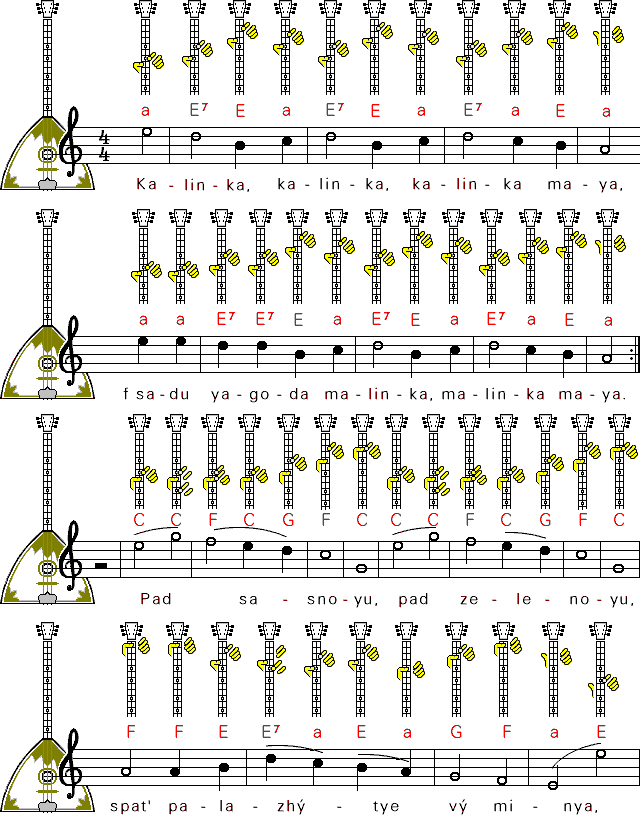 a E7 E a E7 E a E7 a E a
4
4
Ka - lin - ka, ka - lin - ka, ka - lin - ka ma - ya,
a a E7 E7 E a E7 E a E7 a E a
f sa - du ya - go - da ma - lin - ka, ma - lin - ka ma - ya.
C C F C G F C C C F C G F C
Pad sa - sno - yu, pad ze - le - no - yu,
F F E E7 a E a G F a E
spat' pa - la - zhý - tye vý mi - nya,